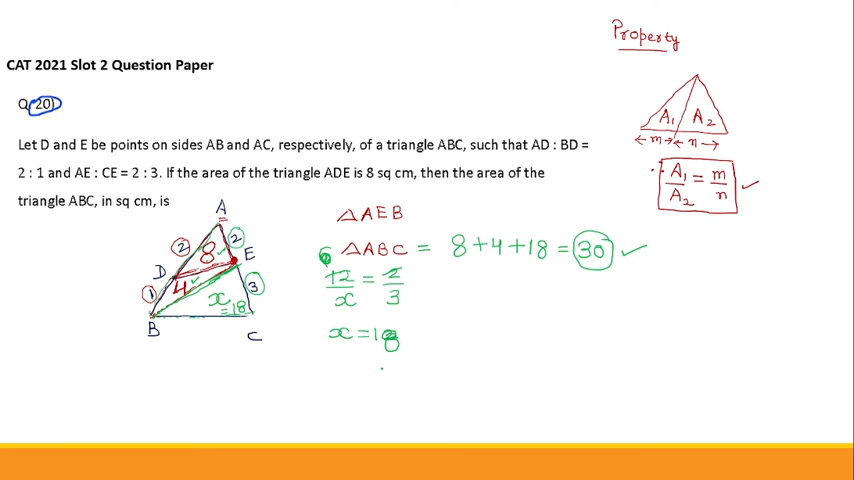 Property
CAT 2021 Slot 2 Question Paper
Q 20)
A₁ A₂
← m → ← n →
Let D and E be points on sides AB and AC, respectively, of a triangle ABC, such that AD : BD =
2 : 1 and AE : CE = 2 : 3. If the area of the triangle ADE is 8 sq cm, then the area of the
triangle ABC, in sq cm, is
∴ A₁/A₂ = m/n ✓
A
△AEB
2 2
8 ✓
E
△ABC = 8+4+18 = 30 ✓
D
6
12/x = 2/3
1 4 ✓ 3
x
=18
B C
x = 18